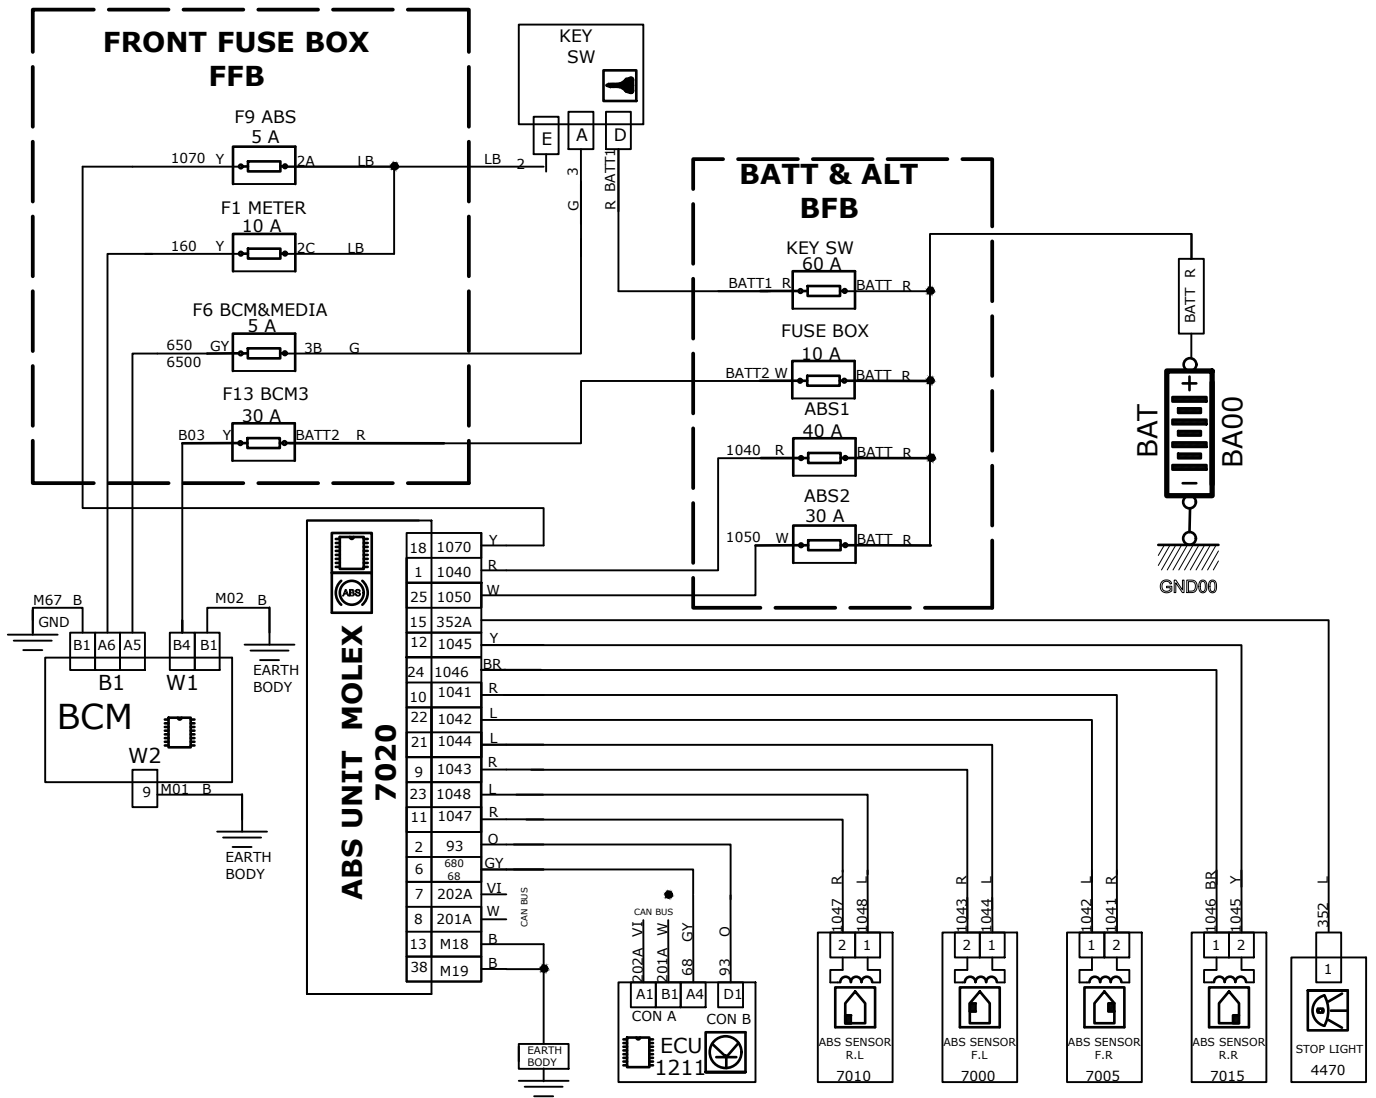 FRONT FUSE BOX
FFB
F9 ABS
5 A
1070 Y
2A
LB
LB
2
F1 METER
10 A
160 Y
2C
LB
F6 BCM&MEDIA
5 A
650 GY
6500
3B
G
F13 BCM3
30 A
B03 Y
BATT2 R
KEY
SW
E
A
D
G 3
R BATT1
BATT & ALT
BFB
KEY SW
60 A
BATT1 R
BATT R
FUSE BOX
10 A
BATT2 W
BATT R
ABS1
40 A
1040 R
BATT R
ABS2
30 A
1050 W
BATT R
BATT R
+
−
BAT
BA00
GND00
M67 B
GND
M02 B
EARTH
BODY
B1
A6
A5
B4
B1
B1
W1
BCM
W2
9
M01 B
EARTH
BODY
ABS
ABS UNIT MOLEX
7020
18 1070 Y
1 1040 R
25 1050 W
15 352A
12 1045 Y
24 1046 BR
10 1041 R
22 1042 L
21 1044 L
9 1043 R
23 1048 L
11 1047 R
2 93 O
6 680 68 GY
7 202A VI
8 201A W
CAN BUS
13 M18 B
38 M19 B
EARTH
BODY
CAN BUS
202A VI
201A W
68 GY
93 O
A1
B1
A4
D1
CON A
CON B
ECU
1211
1047 R
1048 L
2
1
ABS SENSOR
R.L
7010
1043 R
1044 L
2
1
ABS SENSOR
F.L
7000
1042 L
1041 R
1
2
ABS SENSOR
F.R
7005
1046 BR
1045 Y
1
2
ABS SENSOR
R.R
7015
352 L
1
STOP LIGHT
4470